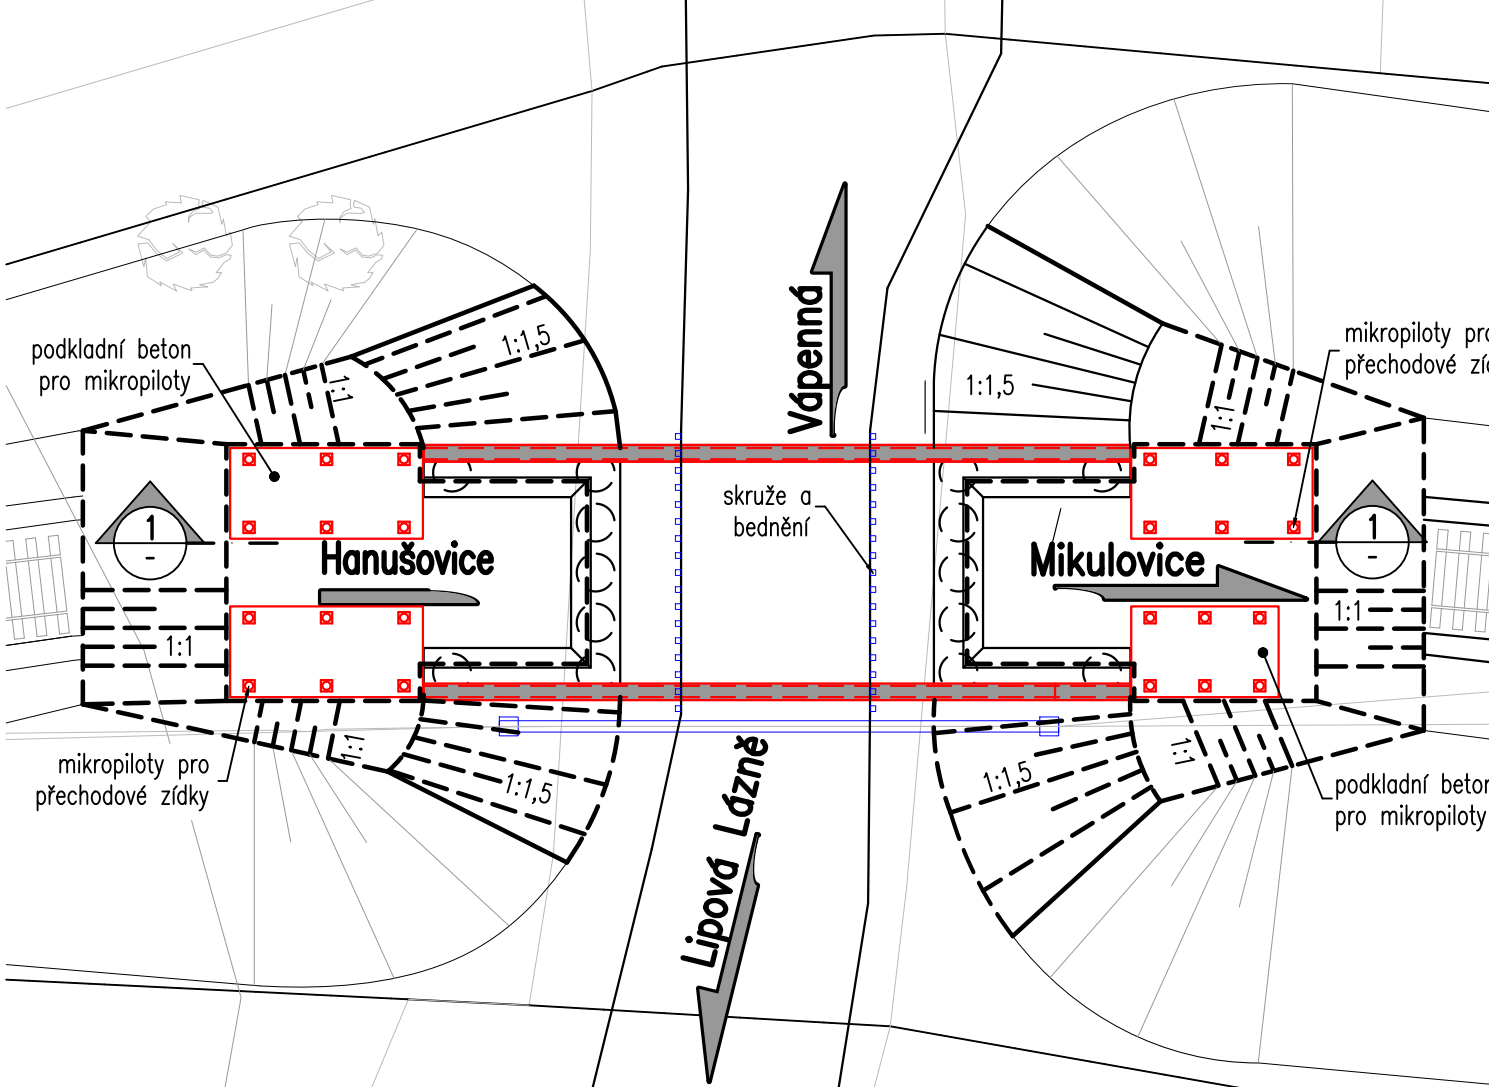 Vápenná
1:1,5
podkladní beton
pro mikropiloty
1:1
1:1,5
1:1
mikropiloty pro
přechodové zí
skruže a
bednění
1
-
Hanušovice
Mikulovice
1
-
1:1
1:1
mikropiloty pro
přechodové zídky
1:1
1:1,5
Lipová Lázně
1:1,5
1:1
podkladní beton
pro mikropiloty